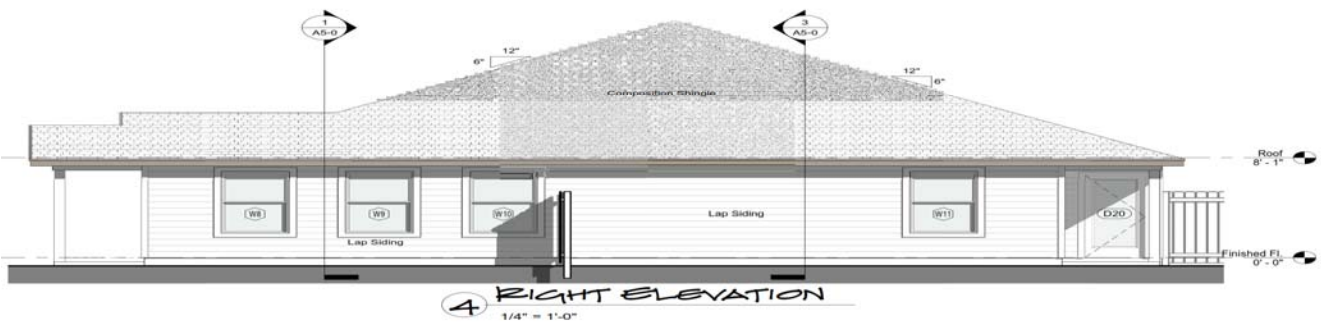 1
A5-0
3
A5-0
12"
6"
12"
6"
Composition Shingle
Roof
8' - 1"
W8
W9
W10
Lap Siding
W11
D20
Lap Siding
Finished Fl.
0' - 0"
4 RIGHT ELEVATION
1/4" = 1'-0"